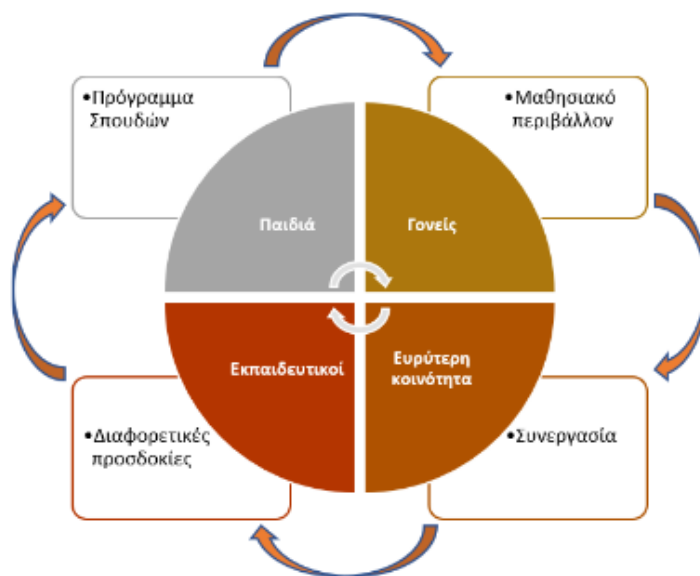 •Πρόγραμμα
Σπουδών
•Μαθησιακό
περιβάλλον
Παιδιά
Γονείς
Εκπαιδευτικοί
Ευρύτερη
κοινότητα
•Διαφορετικές
προσδοκίες
•Συνεργασία